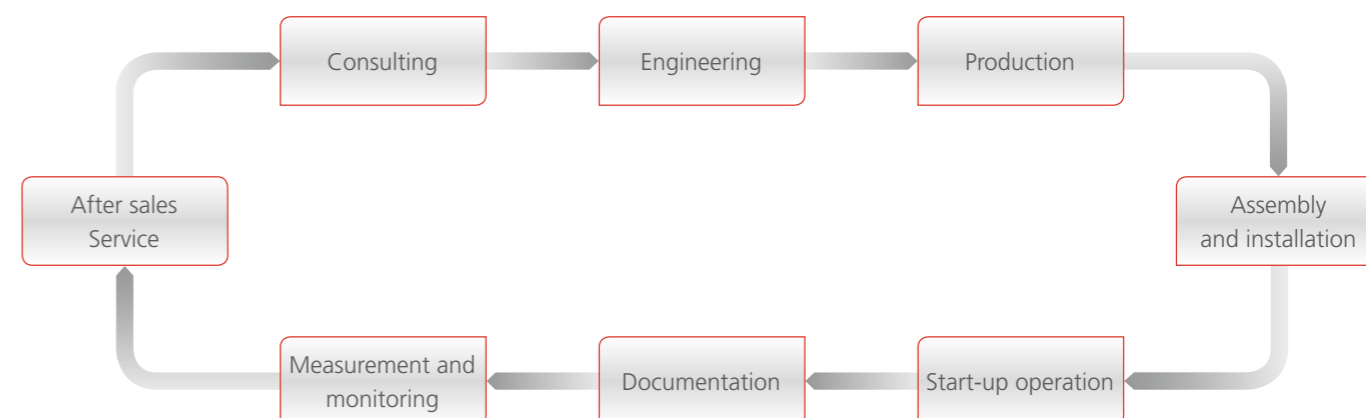 Consulting
Engineering
Production
After sales
Service
Assembly
and installation
Measurement and
monitoring
Documentation
Start-up operation